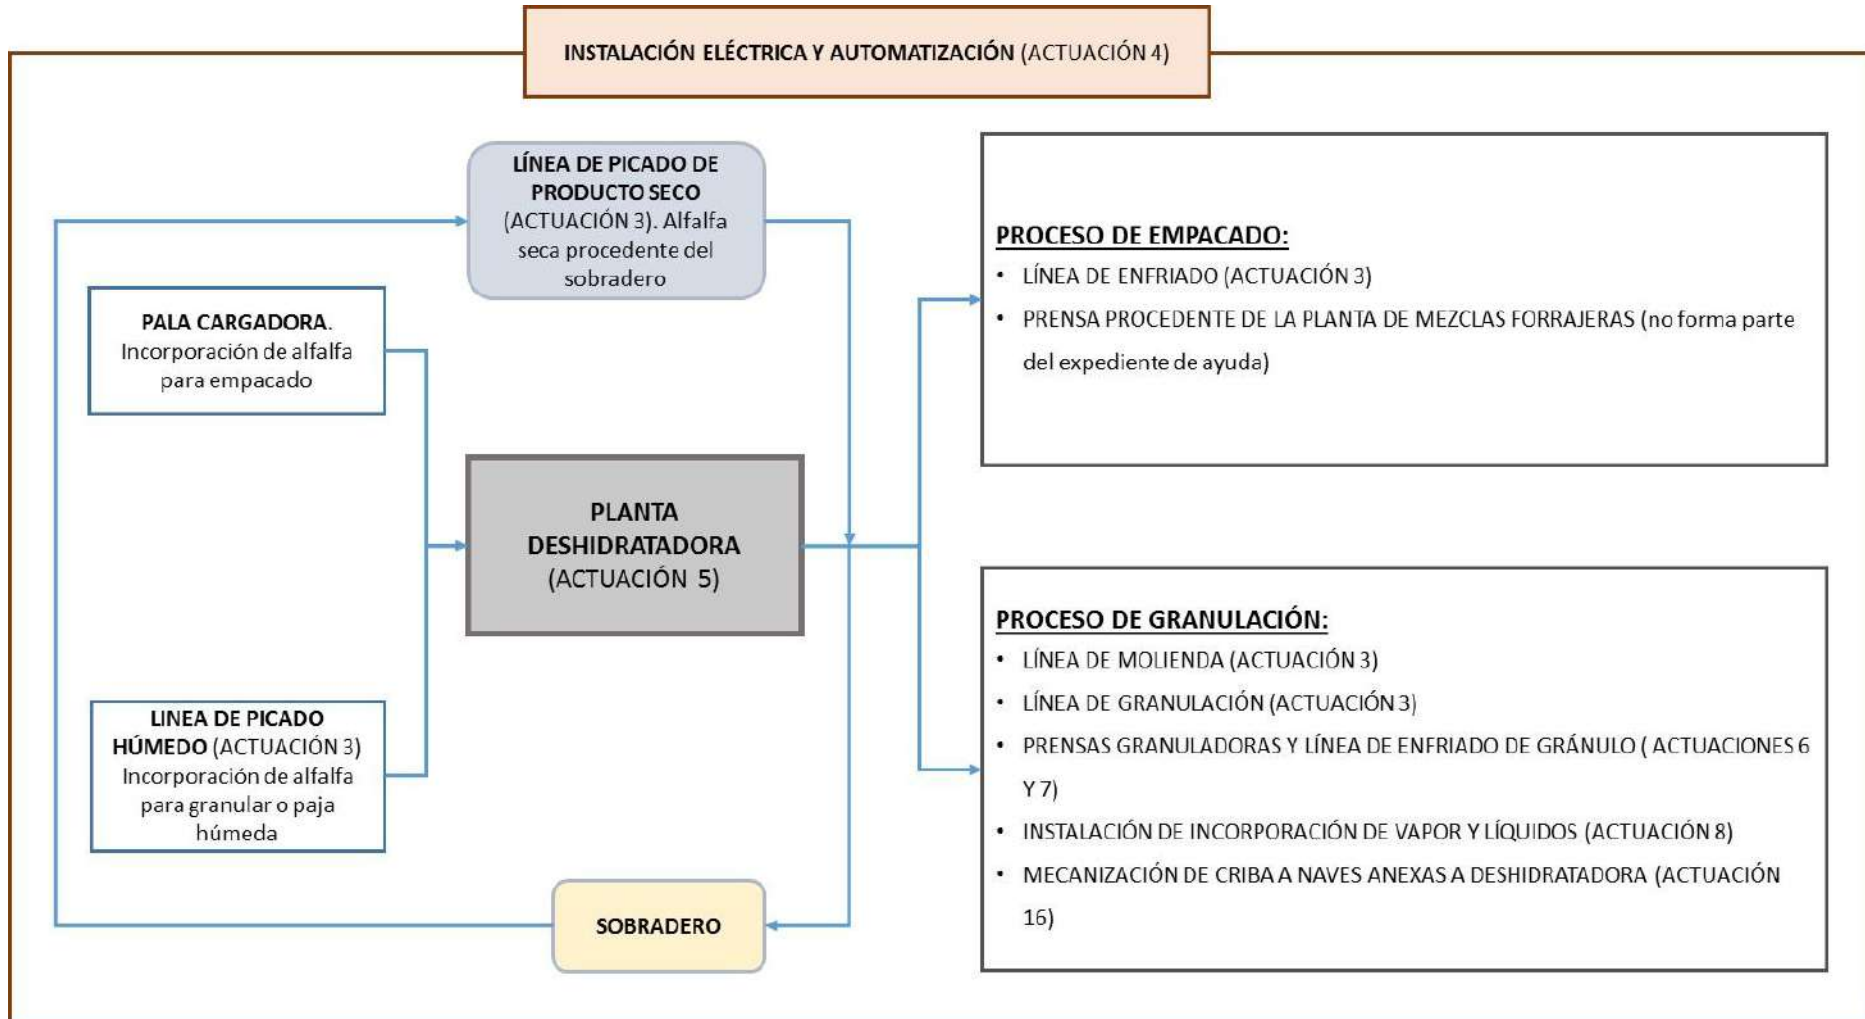 INSTALACIÓN ELÉCTRICA Y AUTOMATIZACIÓN (ACTUACIÓN 4)
LÍNEA DE PICADO DE
PRODUCTO SECO
(ACTUACIÓN 3). Alfalfa
seca procedente del
sobradero
PALA CARGADORA.
Incorporación de alfalfa
para empacado
PLANTA
DESHIDRATADORA
(ACTUACIÓN 5)
LINEA DE PICADO
HÚMEDO (ACTUACIÓN 3)
Incorporación de alfalfa
para granular o paja
húmeda
SOBRADERO
PROCESO DE EMPACADO:
• LÍNEA DE ENFRIADO (ACTUACIÓN 3)
• PRENSA PROCEDENTE DE LA PLANTA DE MEZCLAS FORRAJERAS (no forma parte
del expediente de ayuda)
PROCESO DE GRANULACIÓN:
• LÍNEA DE MOLIENDA (ACTUACIÓN 3)
• LÍNEA DE GRANULACIÓN (ACTUACIÓN 3)
• PRENSAS GRANULADORAS Y LÍNEA DE ENFRIADO DE GRÁNULO ( ACTUACIONES 6
Y 7)
• INSTALACIÓN DE INCORPORACIÓN DE VAPOR Y LÍQUIDOS (ACTUACIÓN 8)
• MECANIZACIÓN DE CRIBA A NAVES ANEXAS A DESHIDRATADORA (ACTUACIÓN
16)